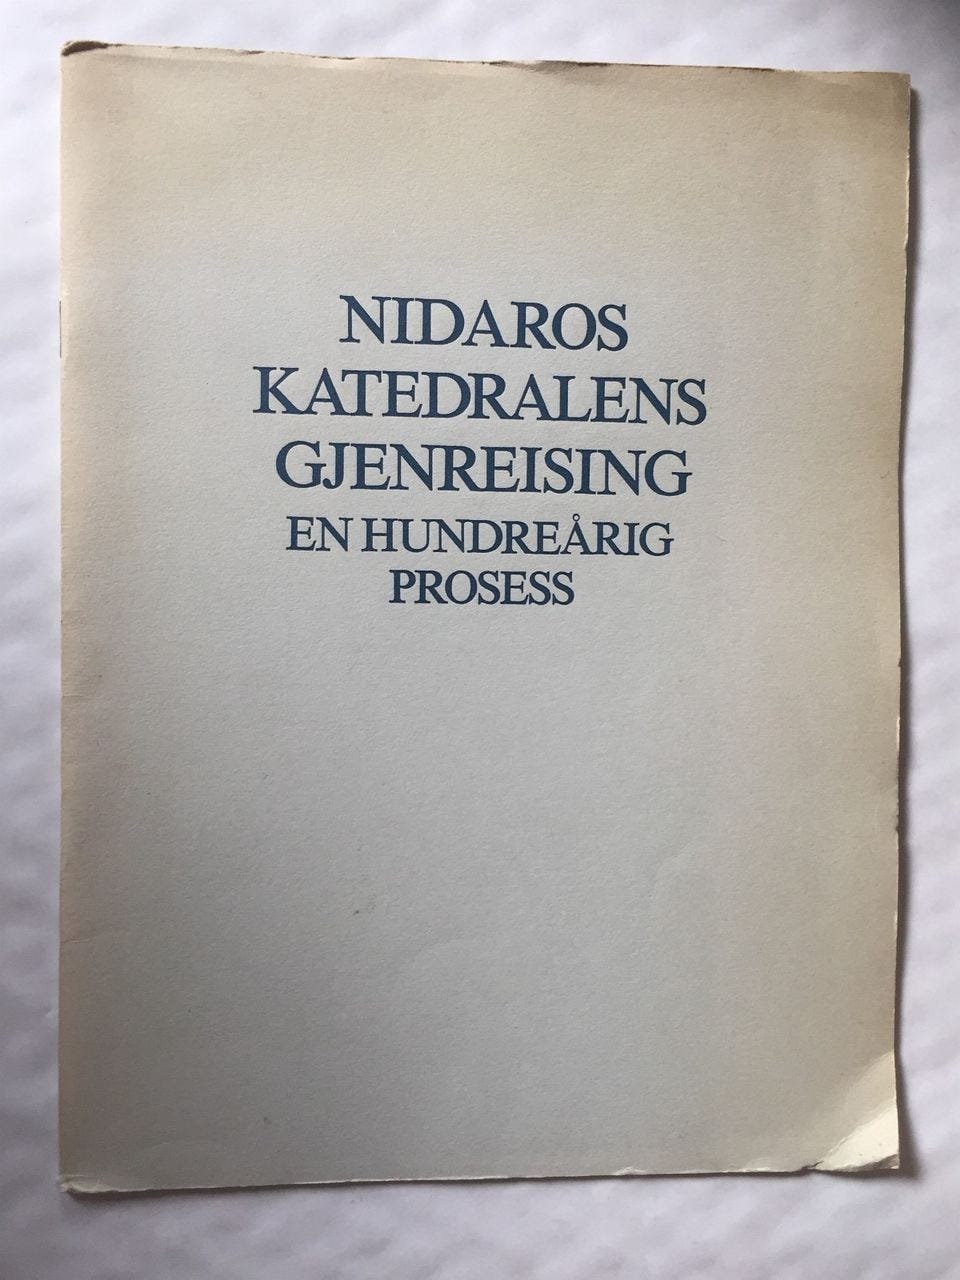 NIDAROS
KATEDRALENS
GJENREISING
EN HUNDREÅRIG
PROSESS